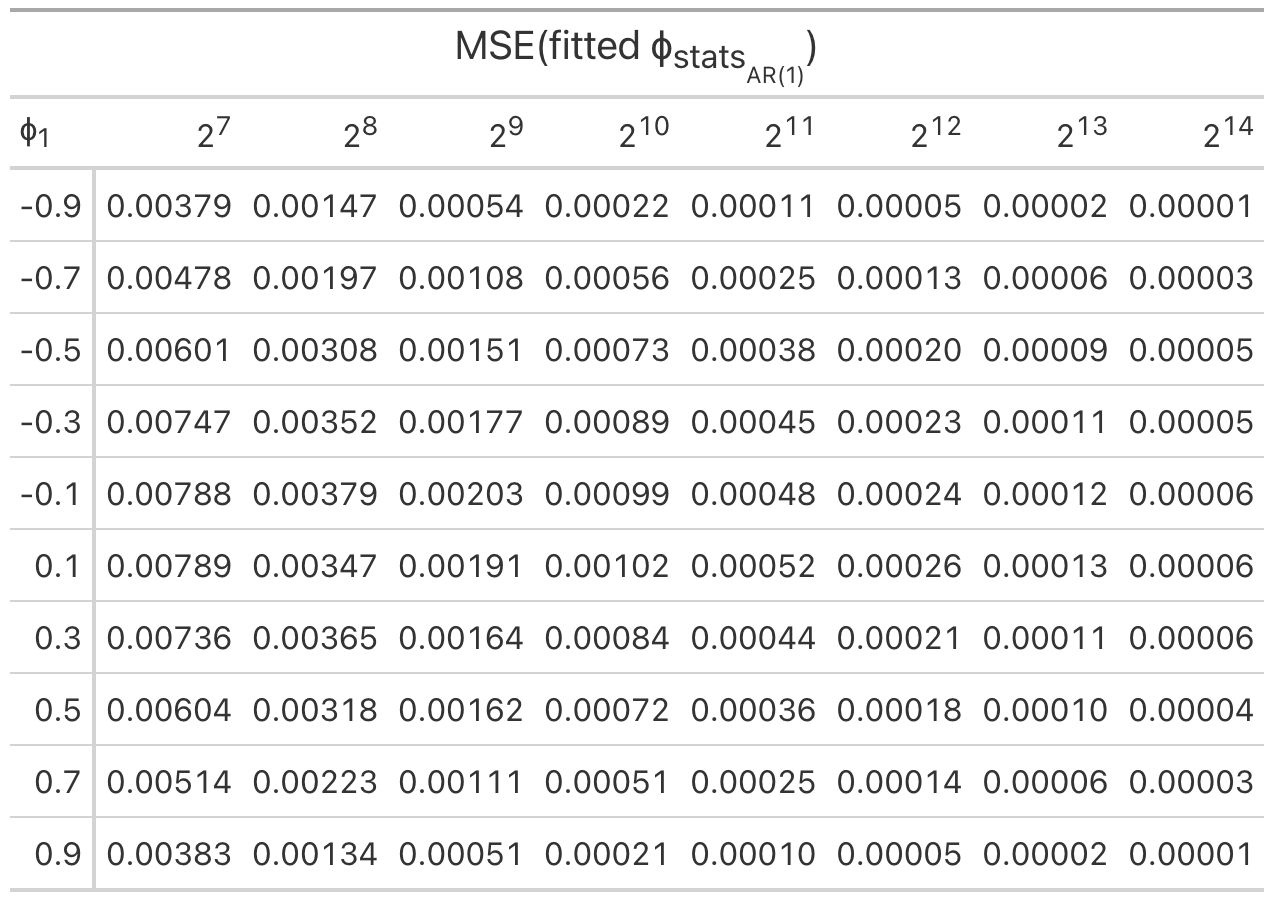 MSE(fitted ϕstatsAR(1))
ϕ1 2^7 2^8 2^9 2^10 2^11 2^12 2^13 2^14
-0.9 0.00379 0.00147 0.00054 0.00022 0.00011 0.00005 0.00002 0.00001
-0.7 0.00478 0.00197 0.00108 0.00056 0.00025 0.00013 0.00006 0.00003
-0.5 0.00601 0.00308 0.00151 0.00073 0.00038 0.00020 0.00009 0.00005
-0.3 0.00747 0.00352 0.00177 0.00089 0.00045 0.00023 0.00011 0.00005
-0.1 0.00788 0.00379 0.00203 0.00099 0.00048 0.00024 0.00012 0.00006
0.1 0.00789 0.00347 0.00191 0.00102 0.00052 0.00026 0.00013 0.00006
0.3 0.00736 0.00365 0.00164 0.00084 0.00044 0.00021 0.00011 0.00006
0.5 0.00604 0.00318 0.00162 0.00072 0.00036 0.00018 0.00010 0.00004
0.7 0.00514 0.00223 0.00111 0.00051 0.00025 0.00014 0.00006 0.00003
0.9 0.00383 0.00134 0.00051 0.00021 0.00010 0.00005 0.00002 0.00001